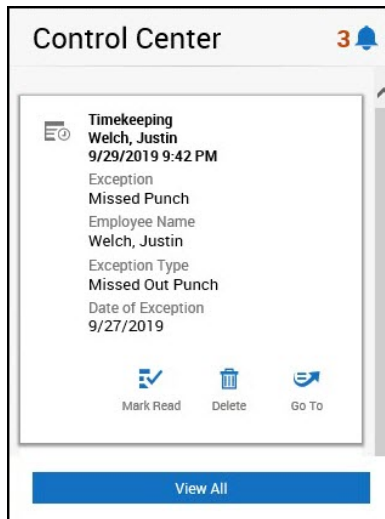 Control Center
3
Timekeeping
Welch, Justin
9/29/2019 9:42 PM
Exception
Missed Punch
Employee Name
Welch, Justin
Exception Type
Missed Out Punch
Date of Exception
9/27/2019
Mark Read Delete Go To
View All